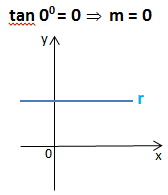 tan 0⁰ = 0 ⇒ m = 0
y
r
0
x